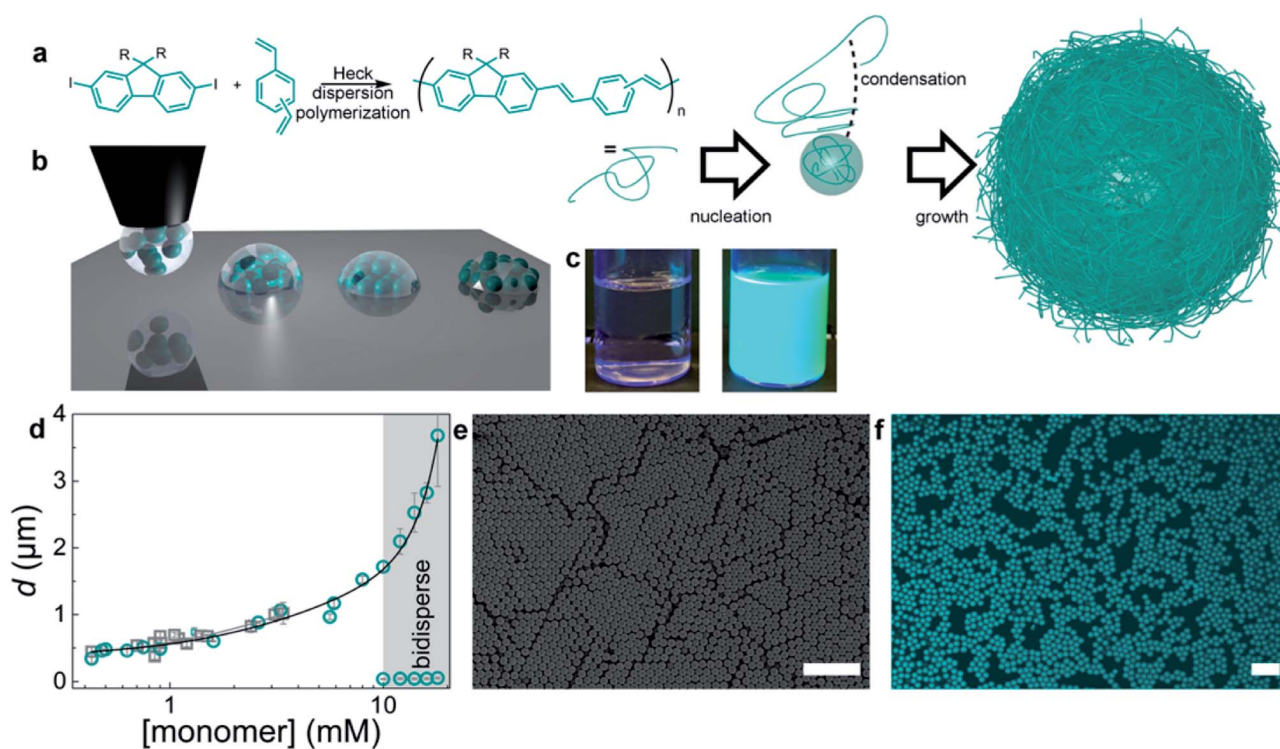 a
R R
I
I
+
Heck
dispersion
polymerization
R R
n
condensation
=
nucleation
growth
b
c
d
4
3
2
1
0
d (μm)
bidisperse
1
10
[monomer] (mM)
e
f